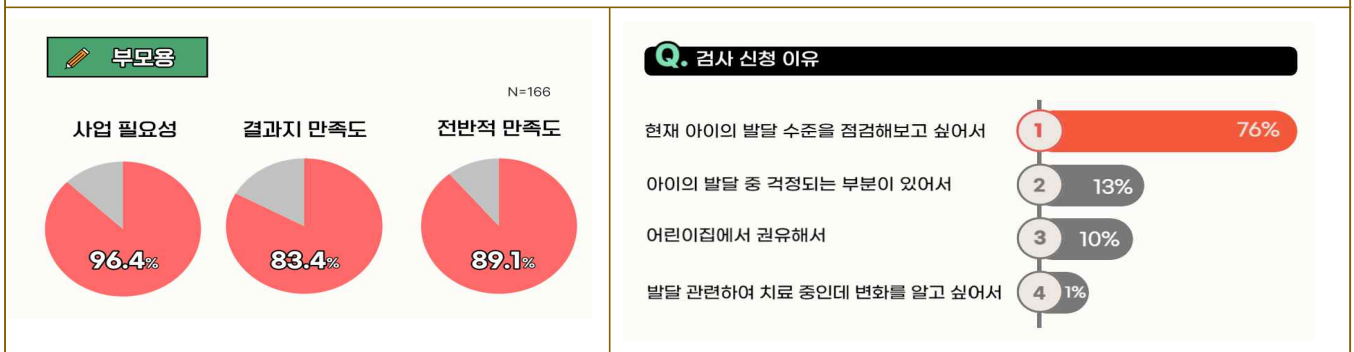 부모용
N=166
사업 필요성
결과지 만족도
전반적 만족도
96.4%
83.4%
89.1%
Q. 검사 신청 이유
현재 아이의 발달 수준을 점검해보고 싶어서
1
76%
아이의 발달 중 걱정되는 부분이 있어서
2
13%
어린이집에서 권유해서
3
10%
발달 관련하여 치료 중인데 변화를 알고 싶어서
4
1%